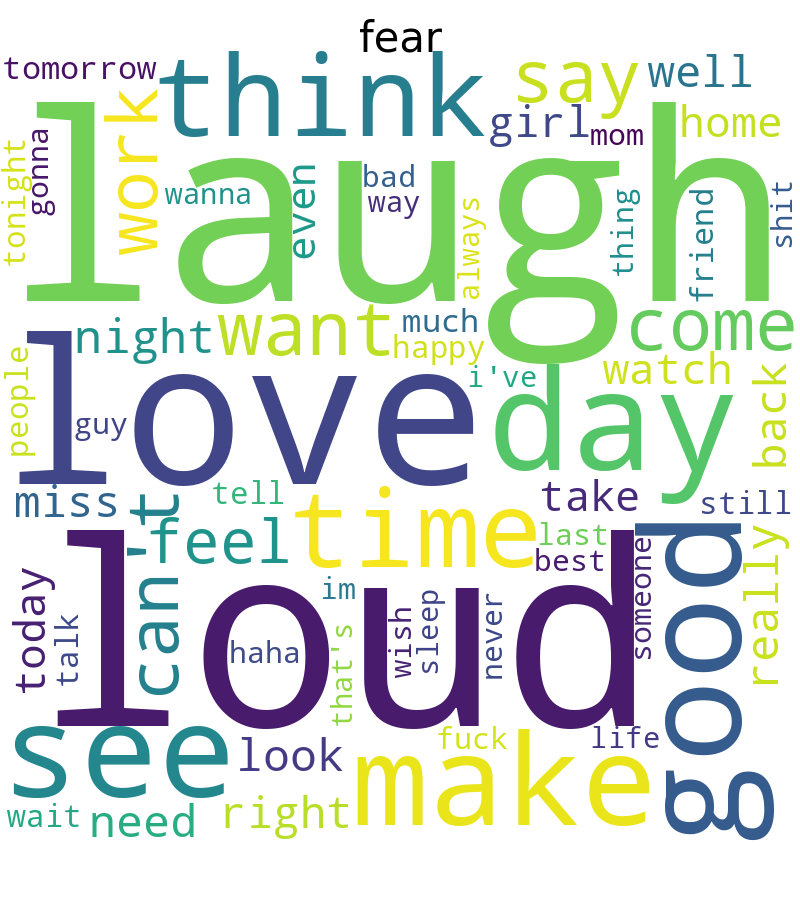 fear
tomorrow
think
say
well
laugh
work
girl
mom
home
tonight
gonna
wanna
even
bad
way
always
thing
friend
shit
night
want
much
happy
come
love
people
guy
i've
day
watch
back
miss
can't
tell
feel
time
take
still
last
best
good
loud
today
talk
haha
im
that's
wish
sleep
never
someone
really
see
look
fuck
life
make
wait
need
right